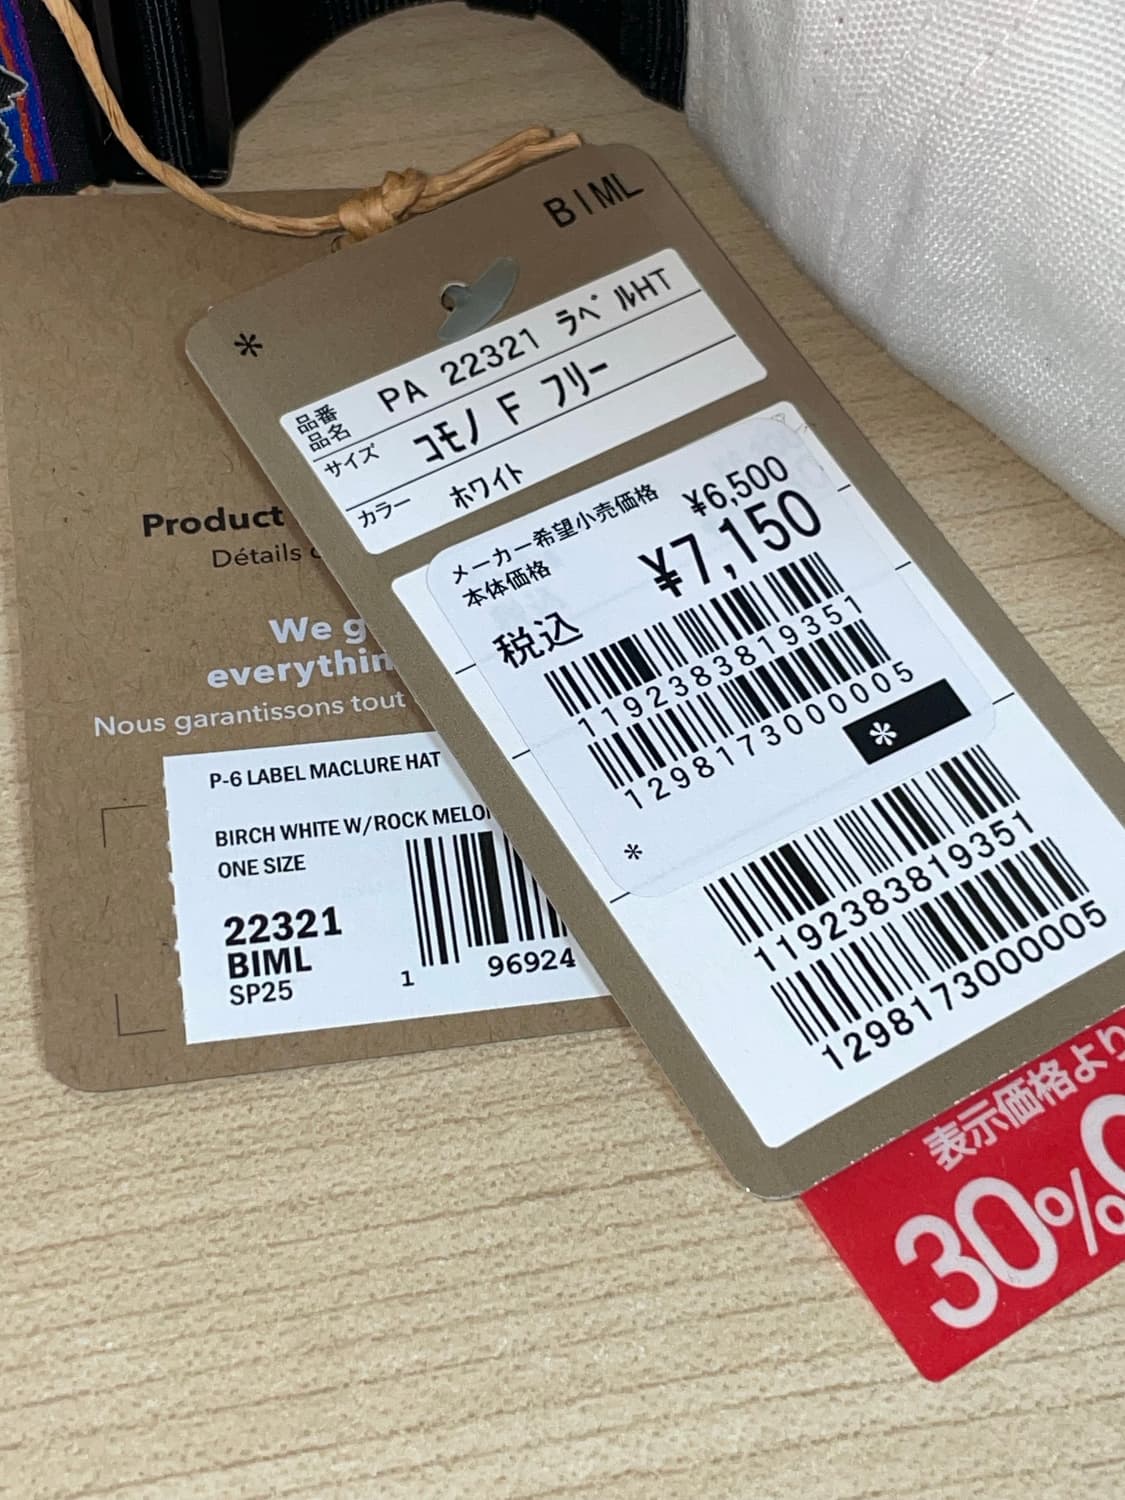 BIML
*
品番
品名
PA 22321 ラベルHT
サイズ
コモノ F フリー
カラー
ホワイト
メーカー希望小売価格
本体価格
¥6,500
税込
¥7,150
1192383819351
1298173000005
*
*
1192383819351
1298173000005
表示価格より
30%
Product
Détails
We g
everythin
Nous garantissons tout
P-6 LABEL MACLURE HAT
BIRCH WHITE W/ROCK MELO
ONE SIZE
22321
BIML
SP25
1 96924